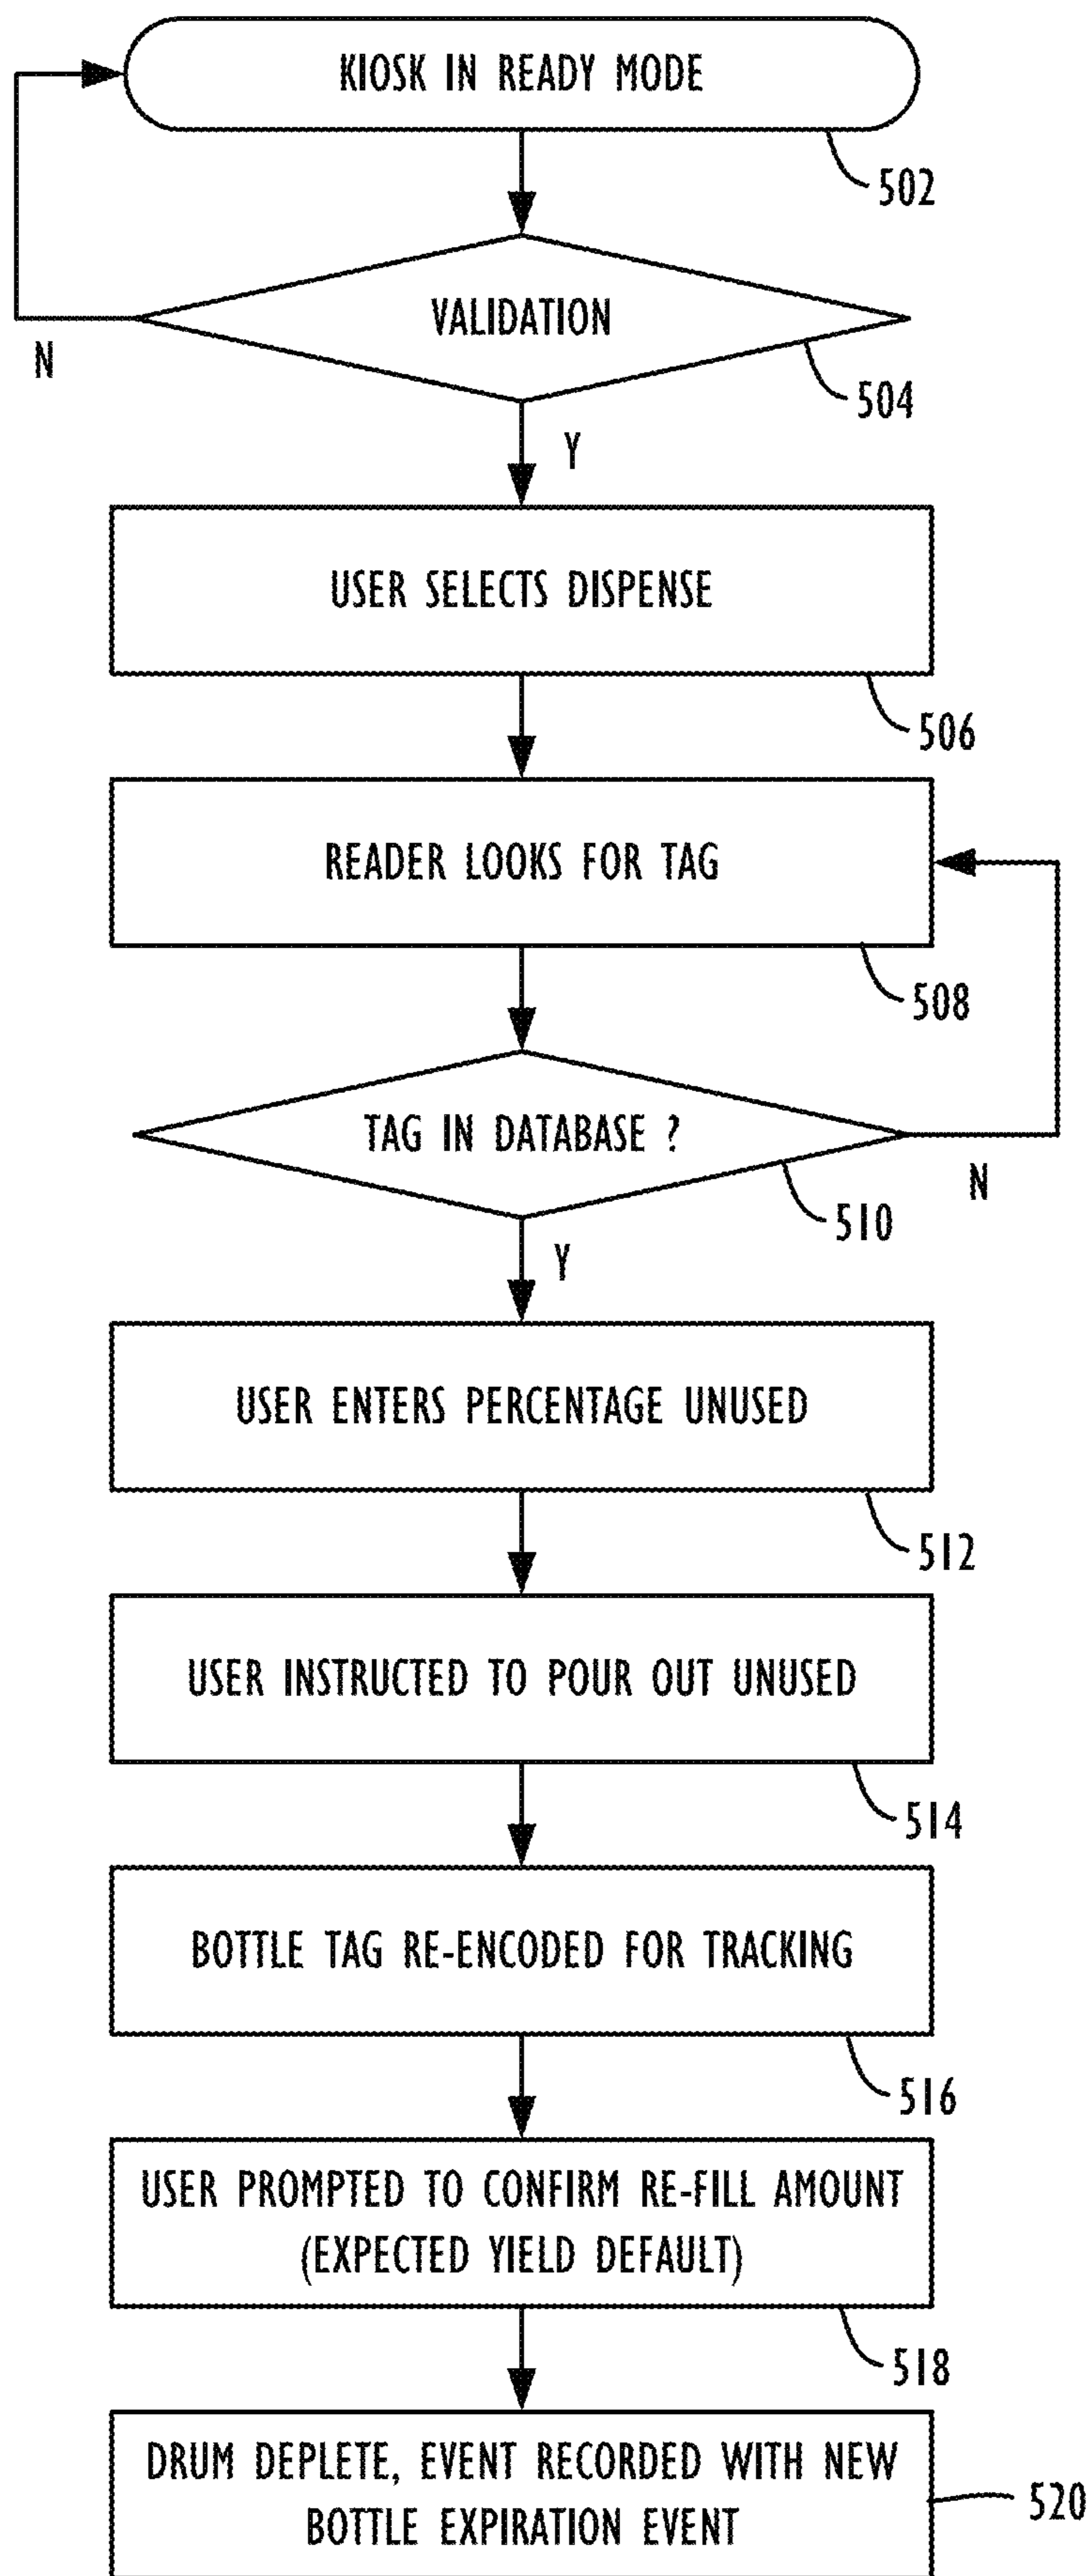 KIOSK IN READY MODE
502
VALIDATION
N
504
Y
USER SELECTS DISPENSE
506
READER LOOKS FOR TAG
508
TAG IN DATABASE ?
N
510
Y
USER ENTERS PERCENTAGE UNUSED
512
USER INSTRUCTED TO POUR OUT UNUSED
514
BOTTLE TAG RE-ENCODED FOR TRACKING
516
USER PROMPTED TO CONFIRM RE-FILL AMOUNT
(EXPECTED YIELD DEFAULT)
518
DRUM DEPLETE, EVENT RECORDED WITH NEW
BOTTLE EXPIRATION EVENT
520